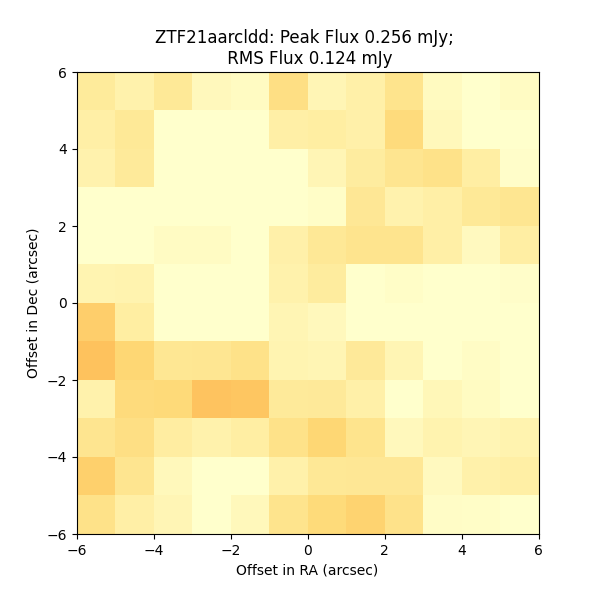 ZTF21aarcldd: Peak Flux 0.256 mJy;
RMS Flux 0.124 mJy
6
4
2
0
−2
−4
−6
Offset in Dec (arcsec)
−6 −4 −2 0 2 4 6
Offset in RA (arcsec)